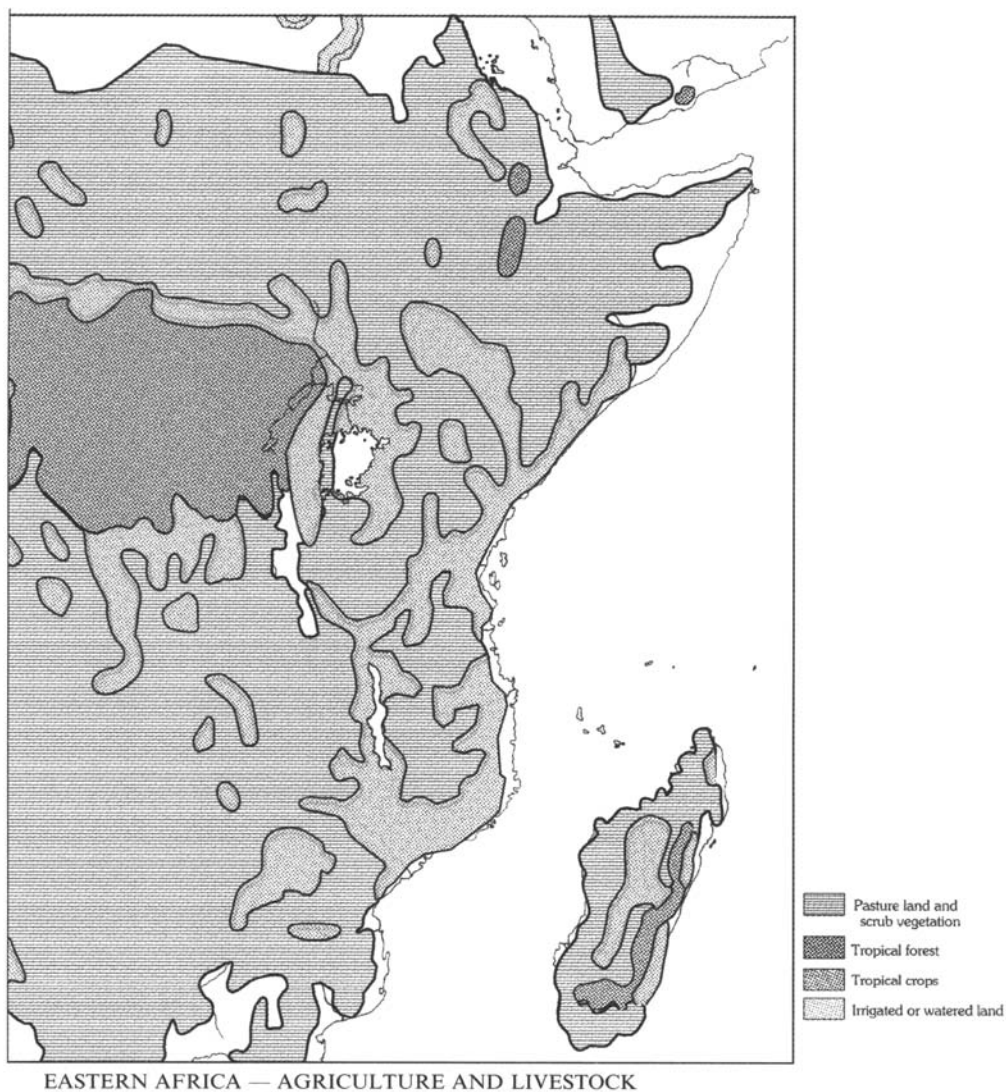 Pasture land and
scrub vegetation
Tropical forest
Tropical crops
Irrigated or watered land
EASTERN AFRICA — AGRICULTURE AND LIVESTOCK